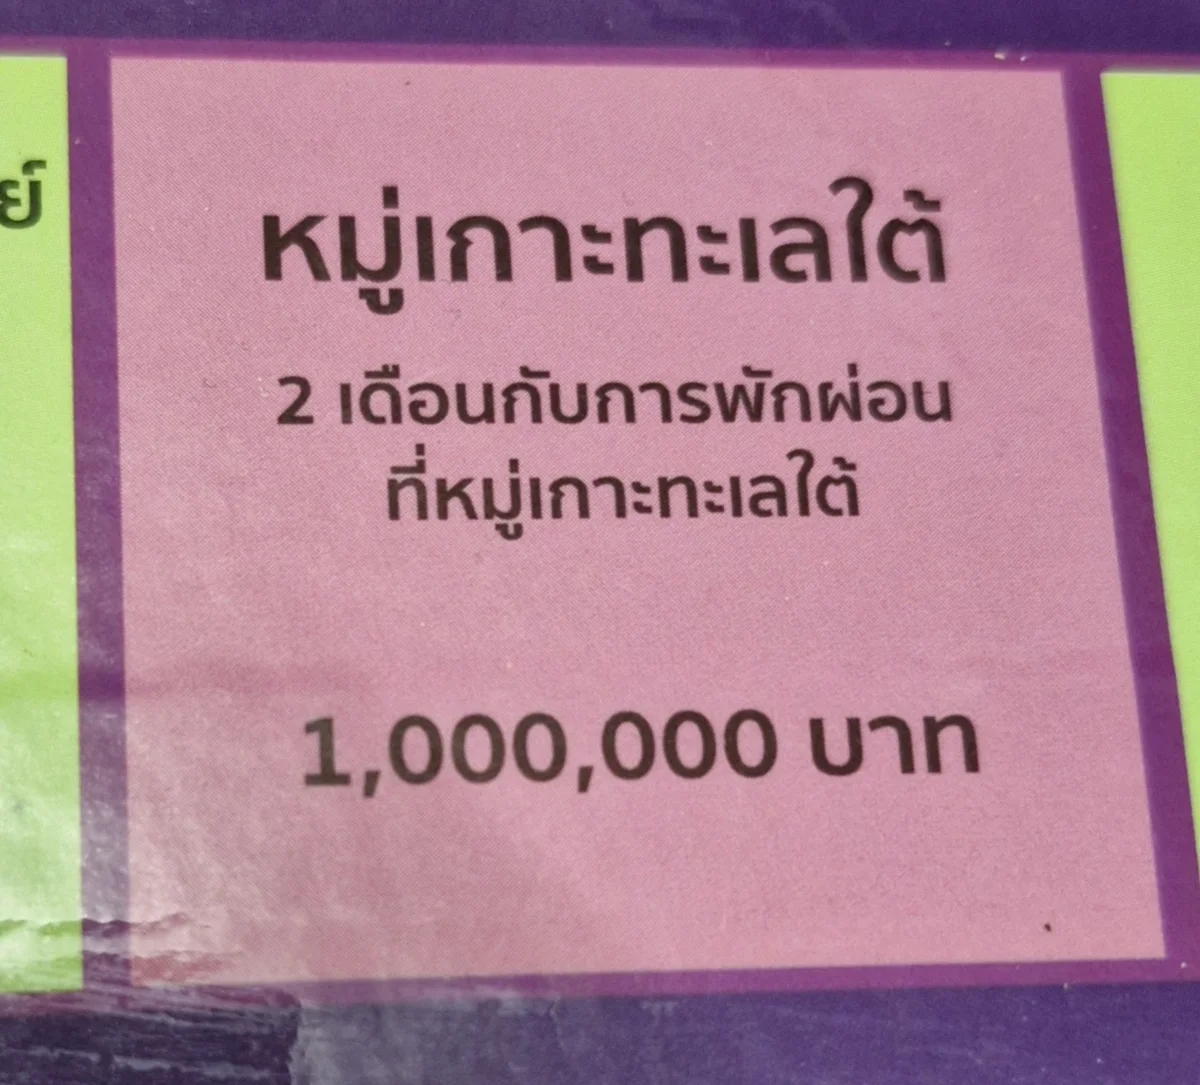 หมู่เกาะทะเลใต้
2 เดือนกับการพักผ่อน
ที่หมู่เกาะทะเลใต้
1,000,000 บาท